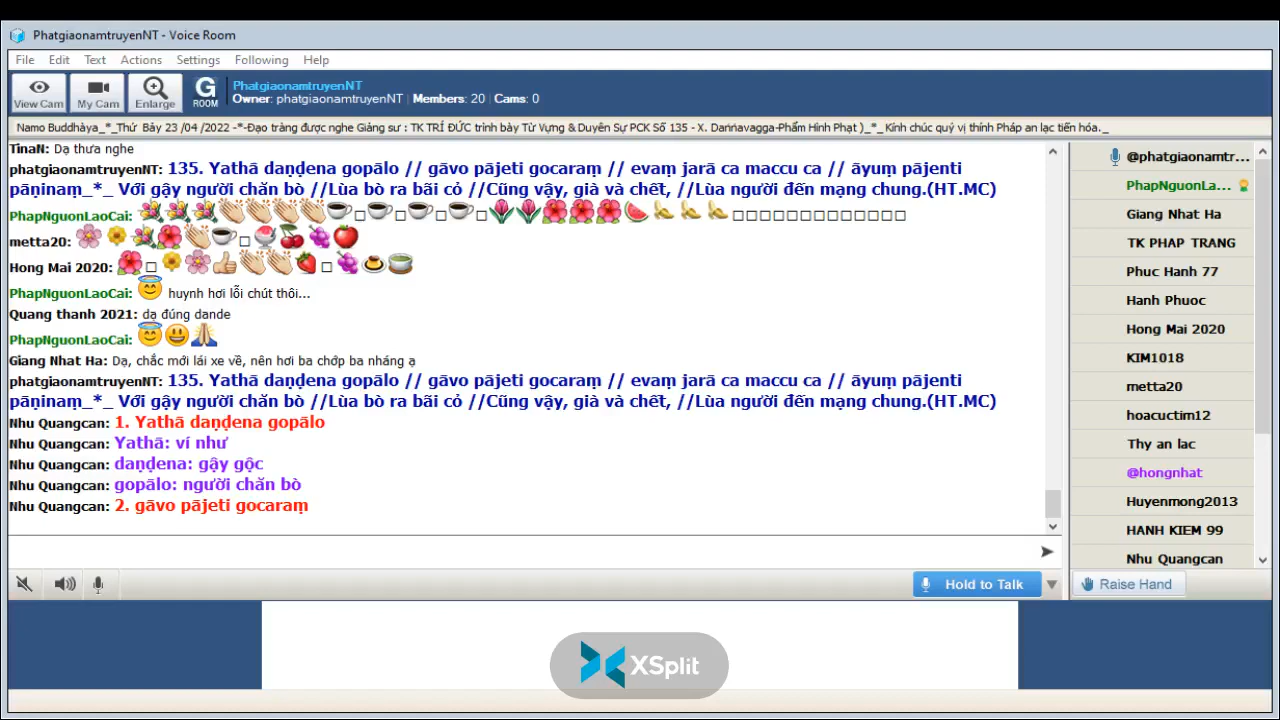 PhatgiaonamtruyenNT - Voice Room
File Edit Text Actions Settings Following Help
View Cam My Cam Enlarge G ROOM PhatgiaonamtruyenNT
Owner: phatgiaonamtruyenNT | Members: 20 | Cams: 0
Namo Buddhàya_*_Thứ Bảy 23 /04 /2022 -*-Đạo tràng được nghe Giảng sư : TK TRÍ ĐỨC trình bày Từ Vựng & Duyên Sự PCK Số 135 - X. Daṇṇavagga-Phẩm Hình Phạt )_*_ Kính chúc quý vị thính Pháp an lạc tiến hóa._
TinaN: Dạ thưa nghe
phatgiaonamtruyenNT: 135. Yathā daṇḍena gopālo // gāvo pājeti gocaraṃ // evaṃ jarā ca maccu ca // āyuṃ pājenti
pāṇinaṃ_*_ Với gậy người chăn bò //Lùa bò ra bãi cỏ //Cũng vậy, già và chết, //Lùa người đến mạng chung.(HT.MC)
PhapNguonLaoCai:
metta20:
Hong Mai 2020:
PhapNguonLaoCai: huynh hơi lỗi chút thôi...
Quang thanh 2021: dạ đúng dande
PhapNguonLaoCai:
Giang Nhat Ha: Dạ, chắc mới lái xe về, nên hơi ba chớp ba nháng ạ
phatgiaonamtruyenNT: 135. Yathā daṇḍena gopālo // gāvo pājeti gocaraṃ // evaṃ jarā ca maccu ca // āyuṃ pājenti
pāṇinaṃ_*_ Với gậy người chăn bò //Lùa bò ra bãi cỏ //Cũng vậy, già và chết, //Lùa người đến mạng chung.(HT.MC)
Nhu Quangcan: 1. Yathā daṇḍena gopālo
Nhu Quangcan: Yathā: ví như
Nhu Quangcan: daṇḍena: gậy gộc
Nhu Quangcan: gopālo: người chăn bò
Nhu Quangcan: 2. gāvo pājeti gocaraṃ
@phatgiaonamtr...
PhapNguonLa...
Giang Nhat Ha
TK PHAP TRANG
Phuc Hanh 77
Hanh Phuoc
Hong Mai 2020
KIM1018
metta20
hoacuctim12
Thy an lac
@hongnhat
Huyenmong2013
HANH KIEM 99
Nhu Quangcan
Hold to Talk
Raise Hand
XSplit